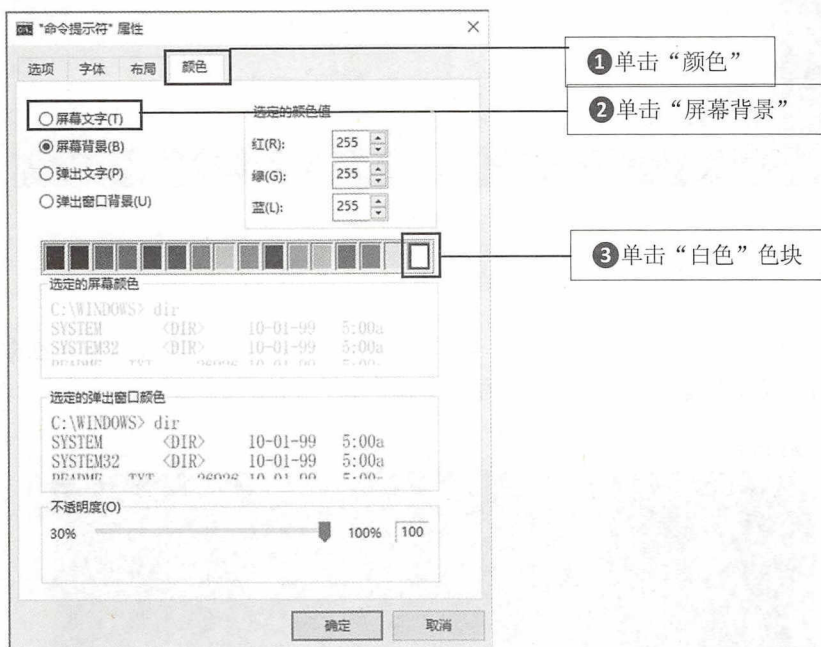 "命令提示符" 属性
选项 字体 布局 颜色
屏幕文字(T)
屏幕背景(B)
弹出文字(P)
弹出窗口背景(U)
选定的颜色值
红(R): 255
绿(G): 255
蓝(L): 255
选定的屏幕颜色
C:\WINDOWS> dir
SYSTEM <DIR> 10-01-99 5:00a
SYSTEM32 <DIR> 10-01-99 5:00a
选定的弹出窗口颜色
C:\WINDOWS> dir
SYSTEM <DIR> 10-01-99 5:00a
SYSTEM32 <DIR> 10-01-99 5:00a
不透明度(O)
30% 100% 100
确定 取消
❶单击“颜色”
❷单击“屏幕背景”
❸单击“白色”色块